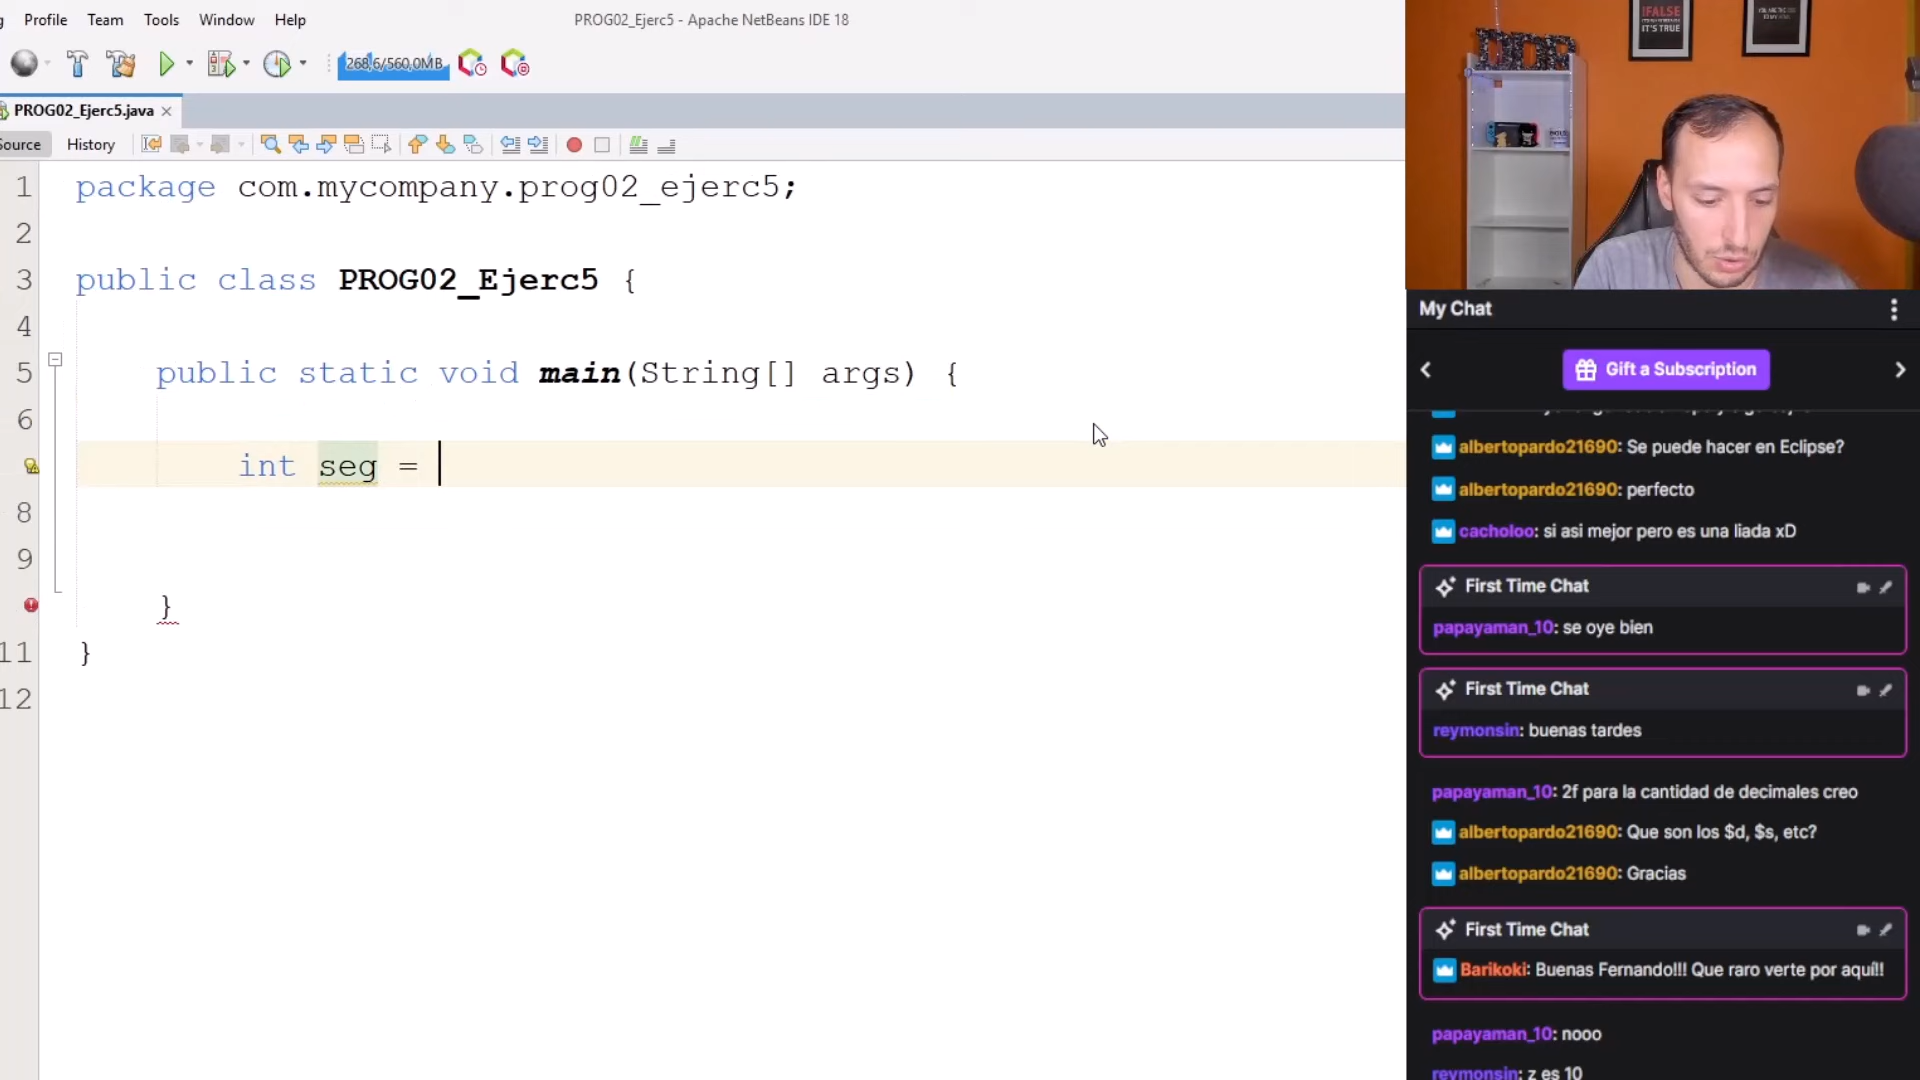 Profile Team Tools Window Help
PROG02_Ejerc5 - Apache NetBeans IDE 18
268,6/560,0MB
PROG02_Ejerc5.java
Source History
1 package com.mycompany.prog02_ejerc5;
2
3 public class PROG02_Ejerc5 {
4
5 public static void main(String[] args) {
6
int seg =
8
9
}
11 }
12
!FALSE
IT'S TRUE
My Chat
Gift a Subscription
albertopardo21690: Se puede hacer en Eclipse?
albertopardo21690: perfecto
cacholoo: si asi mejor pero es una liada xD
First Time Chat
papayaman_10: se oye bien
First Time Chat
reymonsin: buenas tardes
papayaman_10: 2f para la cantidad de decimales creo
albertopardo21690: Que son los $d, $s, etc?
albertopardo21690: Gracias
First Time Chat
Barikoki: Buenas Fernando!!! Que raro verte por aquí!!
papayaman_10: nooo
reymonsin: z es 10